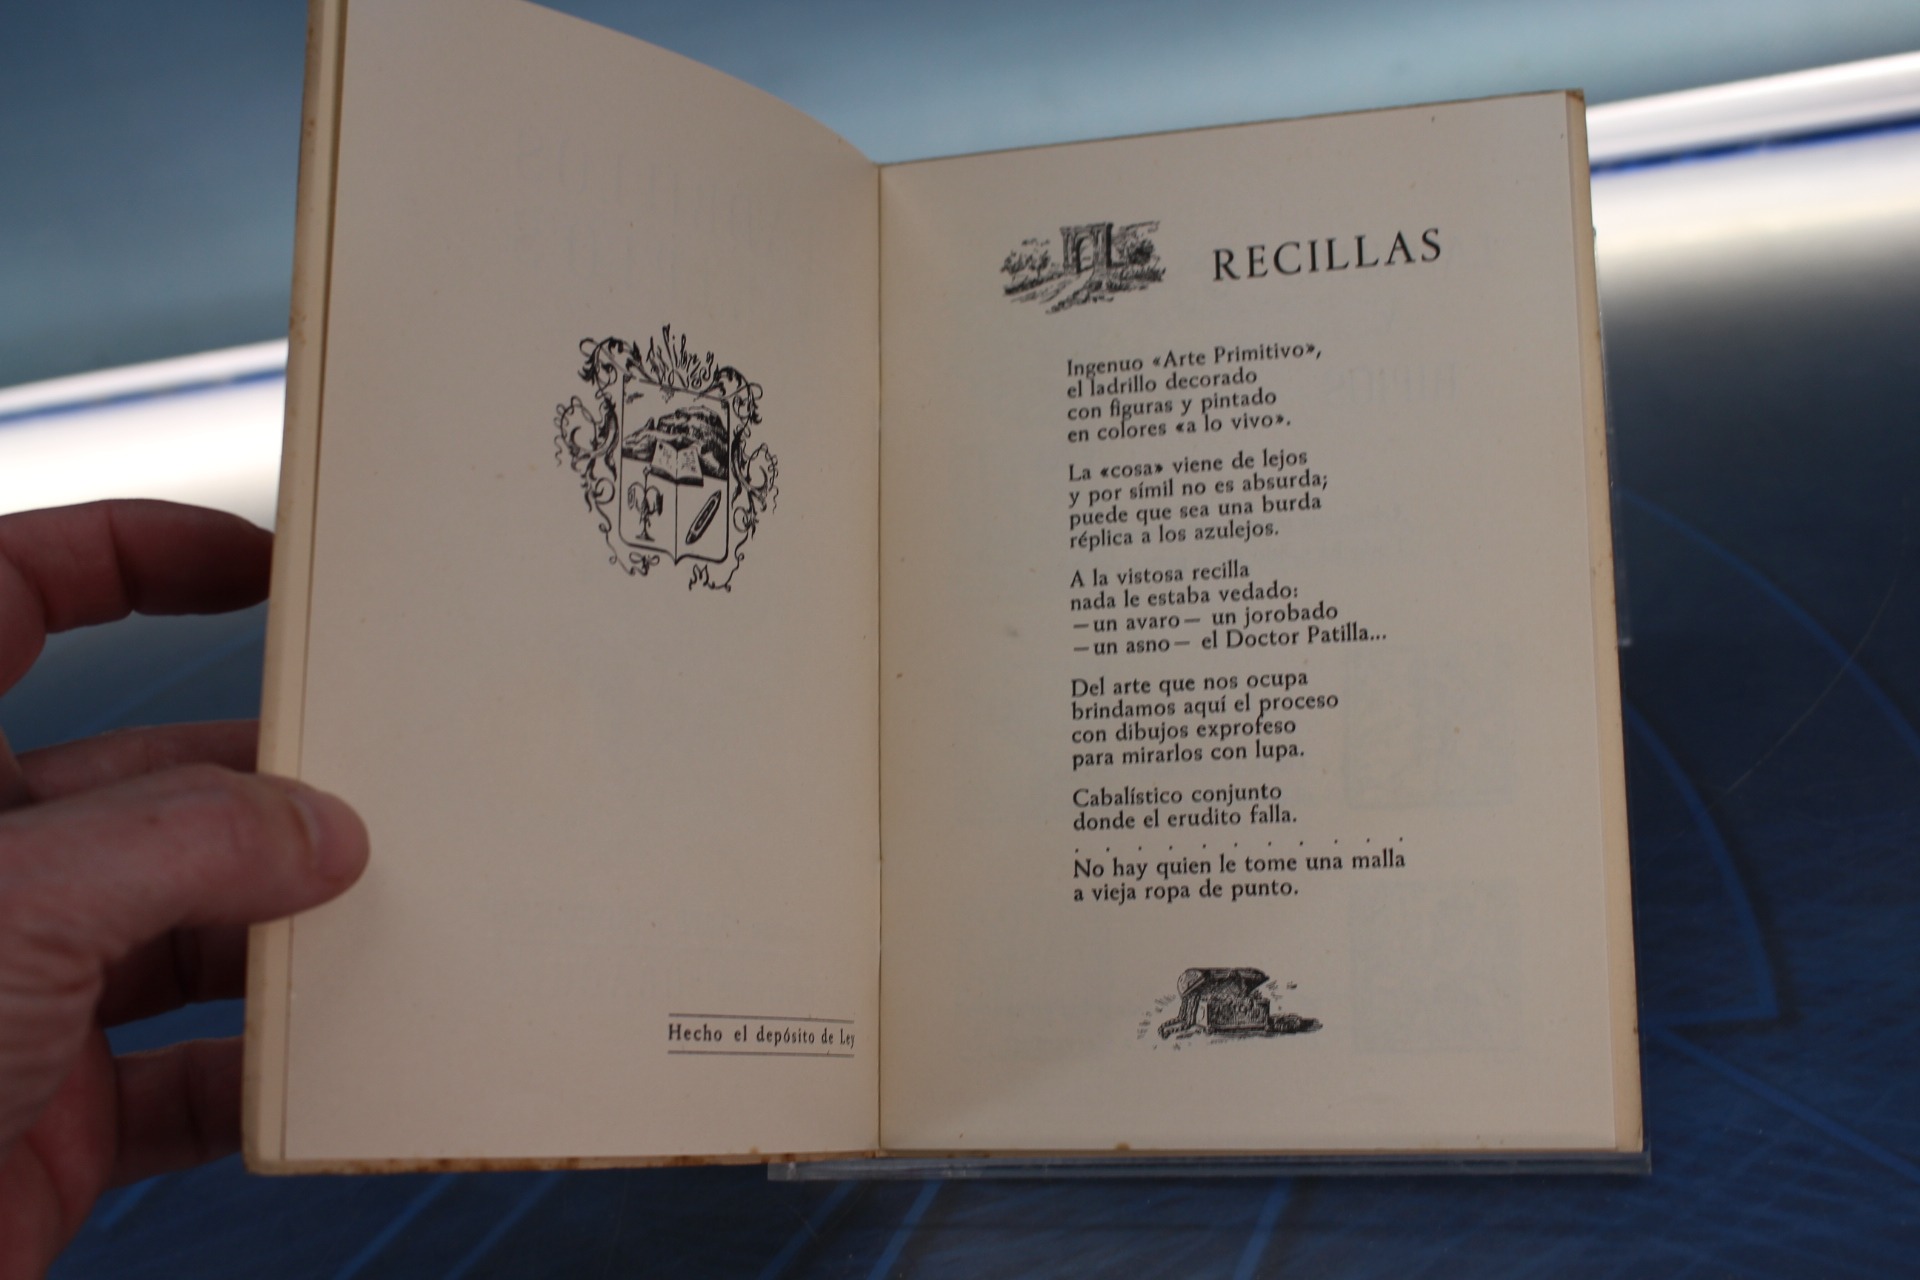 Hecho el depósito de Ley
RECILLAS
Ingenuo «Arte Primitivo»,
el ladrillo decorado
con figuras y pintado
en colores «a lo vivo».
La «cosa» viene de lejos
y por símil no es absurda;
puede que sea una burda
réplica a los azulejos.
A la vistosa recilla
nada le estaba vedado:
—un avaro— un jorobado
—un asno— el Doctor Patilla...
Del arte que nos ocupa
brindamos aquí el proceso
con dibujos exprofeso
para mirarlos con lupa.
Cabalístico conjunto
donde el erudito falla.
. . . . . . . . . . .
No hay quien le tome una malla
a vieja ropa de punto.